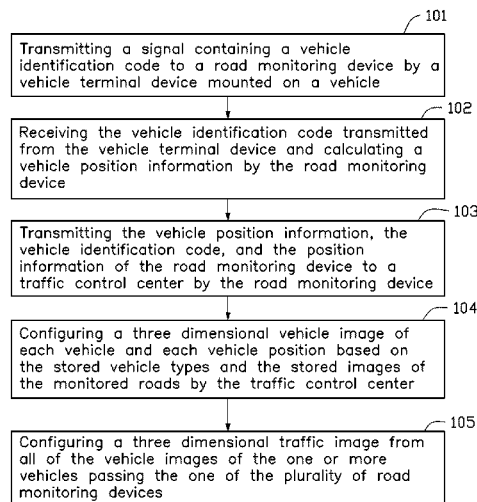 101
Transmitting a signal containing a vehicle
identification code to a road monitoring device by a
vehicle terminal device mounted on a vehicle
102
Receiving the vehicle identification code transmitted
from the vehicle terminal device and calculating a
vehicle position information by the road monitoring
device
103
Transmitting the vehicle position information, the
vehicle identification code, and the position
information of the road monitoring device to a
traffic control center by the road monitoring device
104
Configuring a three dimensional vehicle image of
each vehicle and each vehicle position based on
the stored vehicle types and the stored images of
the monitored roads by the traffic control center
105
Configuring a three dimensional traffic image from
all of the vehicle images of the one or more
vehicles passing the one of the plurality of road
monitoring devices